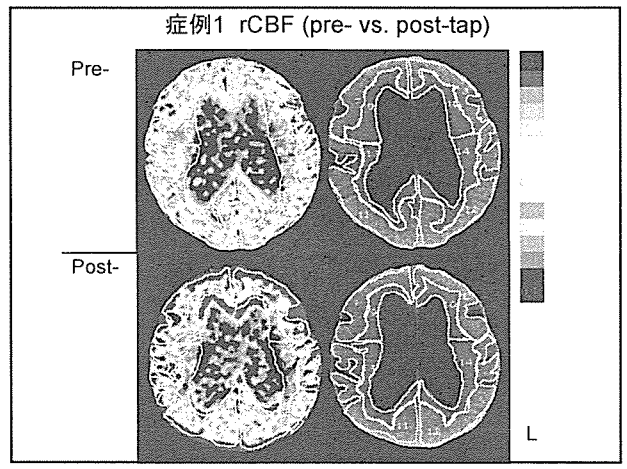 症例1 rCBF (pre- vs. post-tap)
Pre-
Post-
L